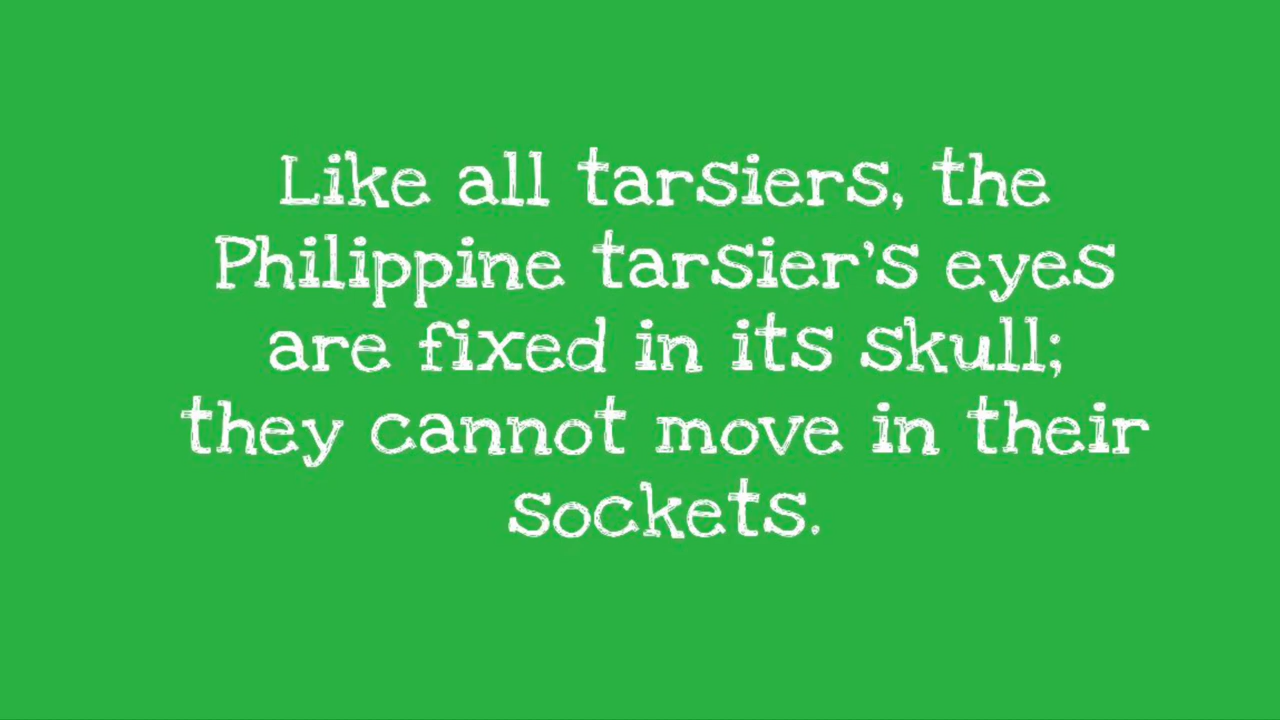 Like all tarsiers, the
Philippine tarsier's eyes
are fixed in its skull;
they cannot move in their
sockets.